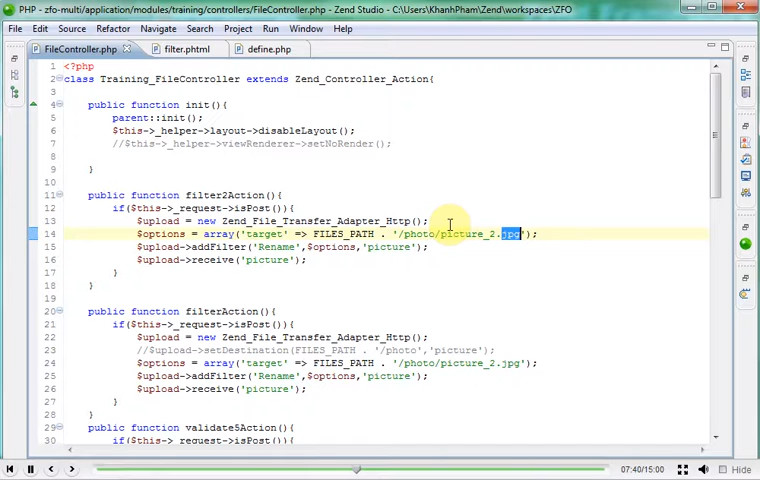 PHP - zfo-multi/application/modules/training/controllers/FileController.php - Zend Studio - C:\Users\KhanhPham\Zend\workspaces\ZFO
File Edit Source Refactor Navigate Search Project Run Window Help
FileController.php filter.phtml define.php
1 <?php
2 class Training_FileController extends Zend_Controller_Action{
3
4 public function init(){
5 parent::init();
6 $this->_helper->layout->disableLayout();
7 //$this->_helper->viewRenderer->setNoRender();
8
9 }
10
11 public function filter2Action(){
12 if($this->_request->isPost()){
13 $upload = new Zend_File_Transfer_Adapter_Http();
14 $options = array('target' => FILES_PATH . '/photo/picture_2.jpg');
15 $upload->addFilter('Rename',$options,'picture');
16 $upload->receive('picture');
17 }
18 }
19
20 public function filterAction(){
21 if($this->_request->isPost()){
22 $upload = new Zend_File_Transfer_Adapter_Http();
23 //$upload->setDestination(FILES_PATH . '/photo','picture');
24 $options = array('target' => FILES_PATH . '/photo/picture_2.jpg');
25 $upload->addFilter('Rename',$options,'picture');
26 $upload->receive('picture');
27 }
28 }
29 public function validate5Action(){
30 if($this->_request->isPost()){
07:40/15:00 Hide